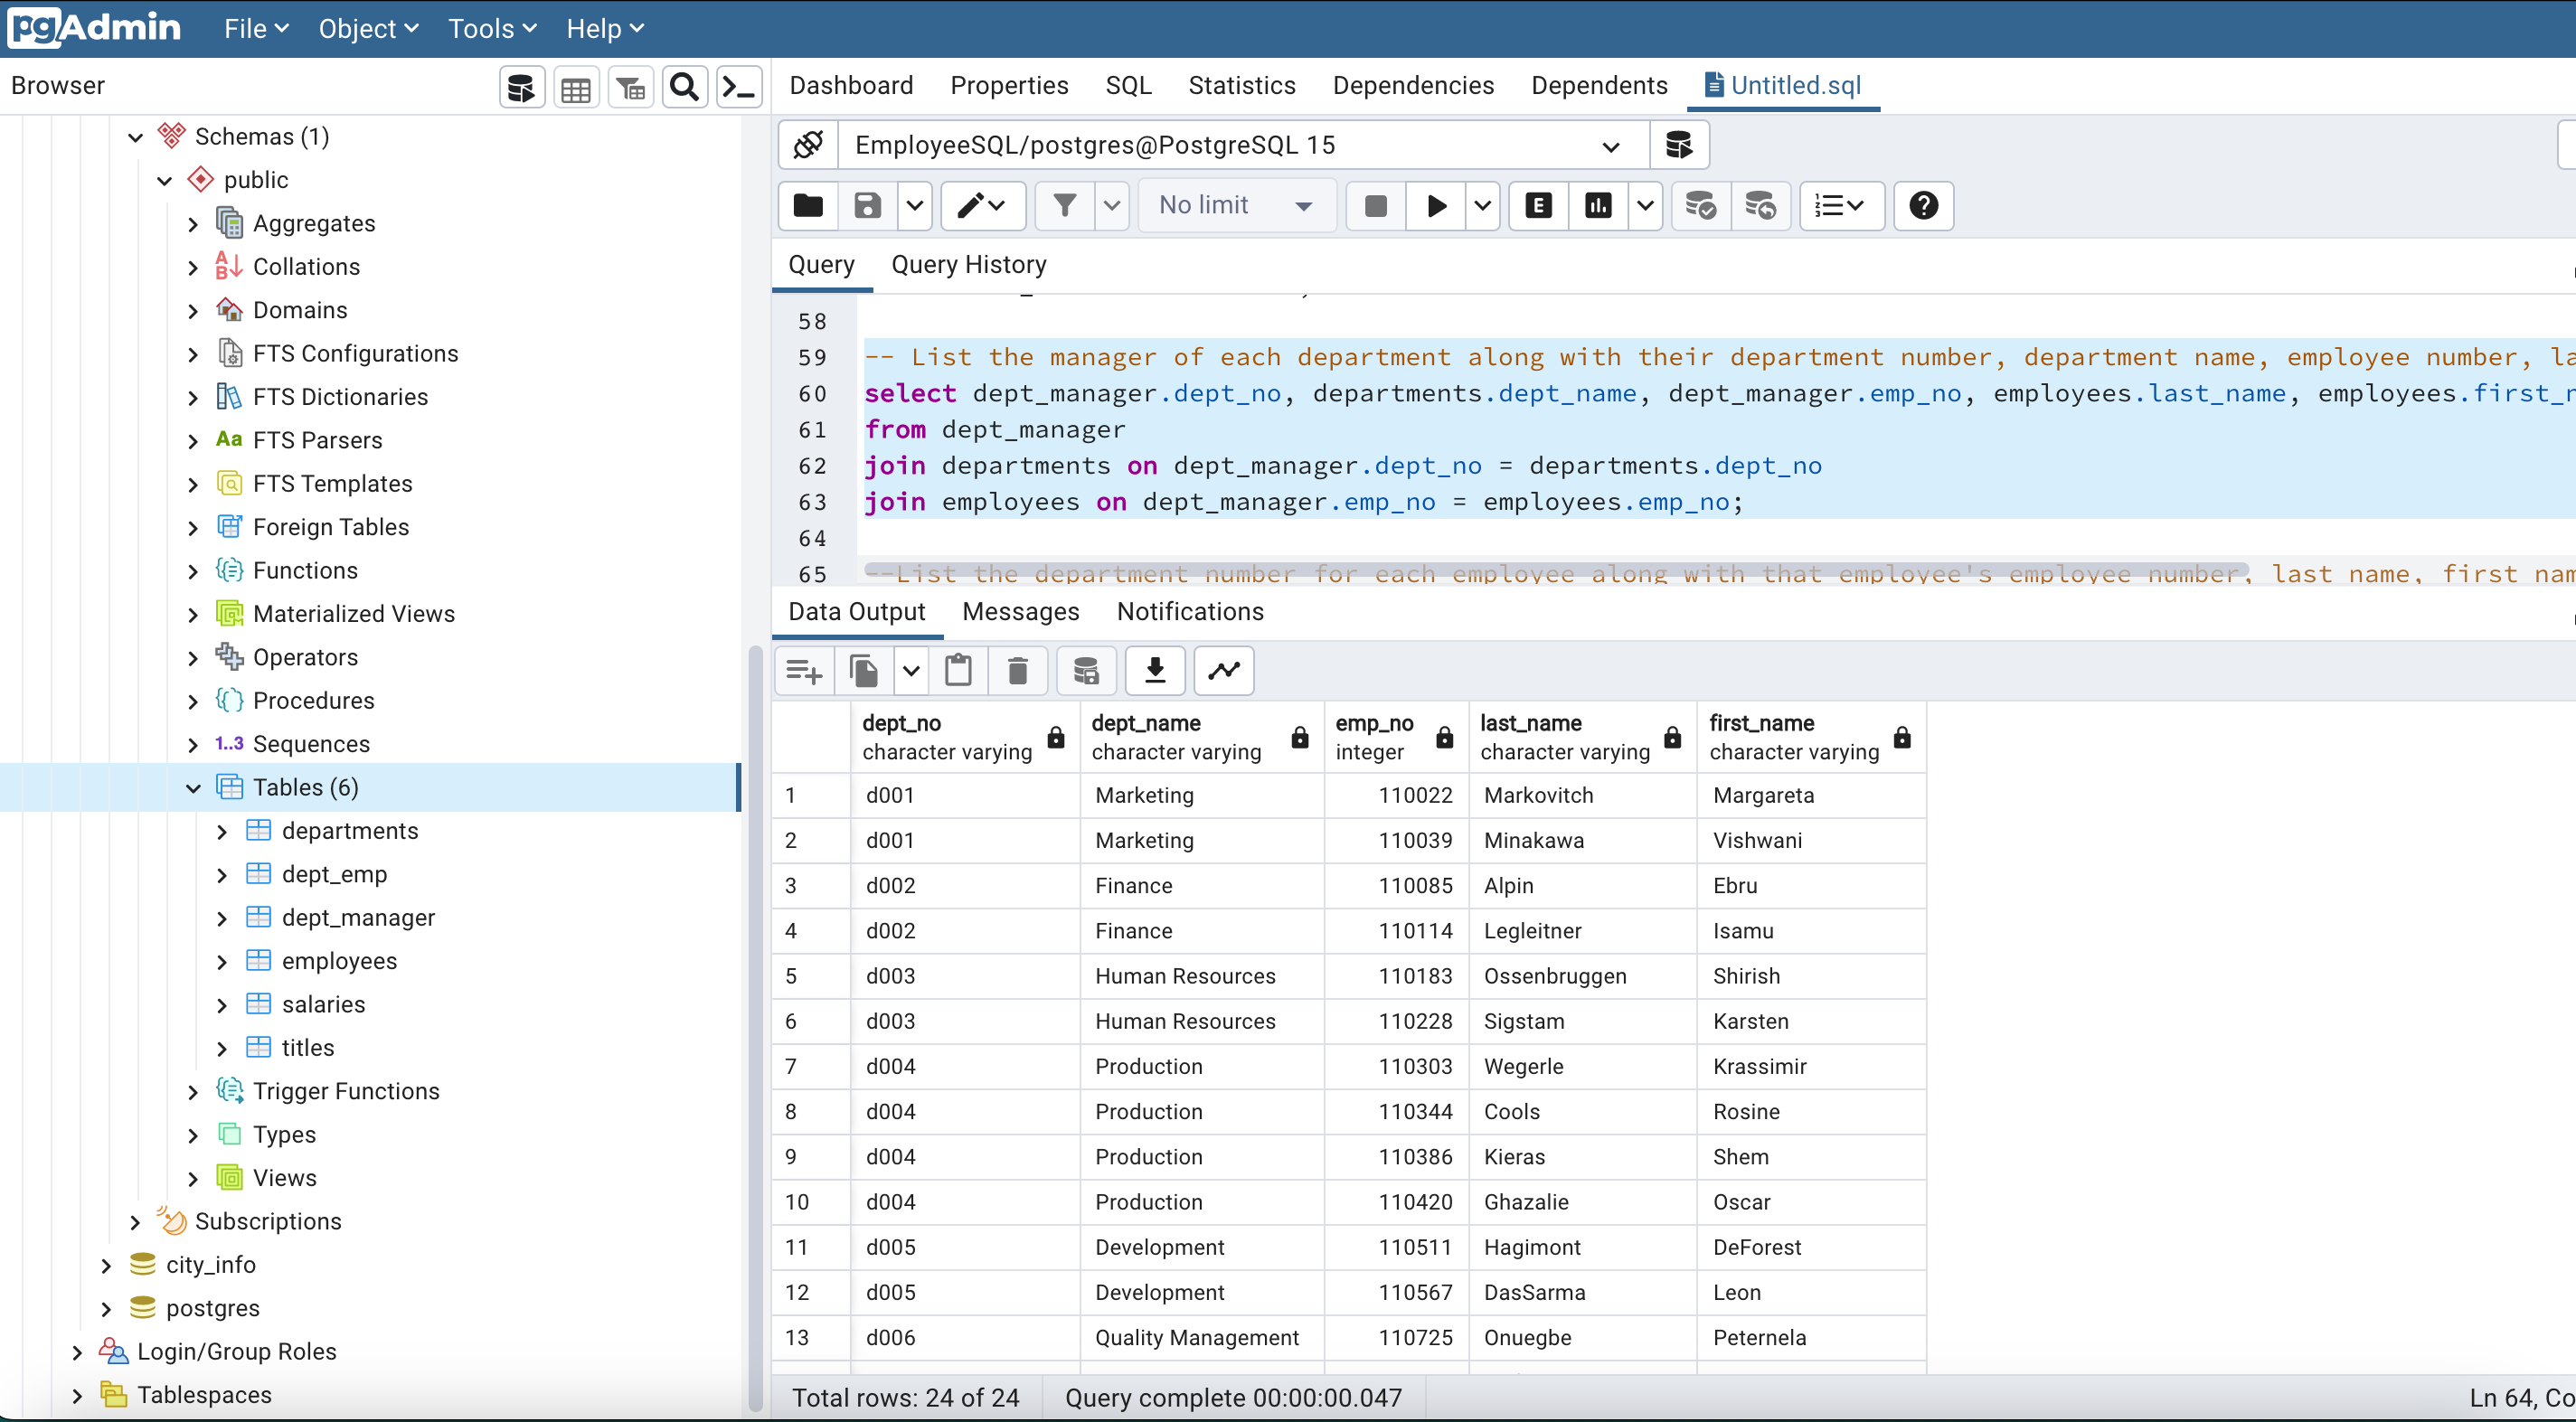 pgAdmin File Object Tools Help
Browser
Dashboard Properties SQL Statistics Dependencies Dependents Untitled.sql
Schemas (1)
public
Aggregates
Collations
Domains
FTS Configurations
FTS Dictionaries
Aa FTS Parsers
FTS Templates
Foreign Tables
Functions
Materialized Views
Operators
Procedures
1..3 Sequences
Tables (6)
departments
dept_emp
dept_manager
employees
salaries
titles
Trigger Functions
Types
Views
Subscriptions
city_info
postgres
Login/Group Roles
Tablespaces
EmployeeSQL/postgres@PostgreSQL 15
No limit E
Query Query History
58
59 -- List the manager of each department along with their department number, department name, employee number, la
60 select dept_manager.dept_no, departments.dept_name, dept_manager.emp_no, employees.last_name, employees.first_n
61 from dept_manager
62 join departments on dept_manager.dept_no = departments.dept_no
63 join employees on dept_manager.emp_no = employees.emp_no;
64
65 --List the department number for each employee along with that employee's employee number, last name, first nam
Data Output Messages Notifications
dept_no dept_name emp_no last_name first_name
character varying character varying integer character varying character varying
1 d001 Marketing 110022 Markovitch Margareta
2 d001 Marketing 110039 Minakawa Vishwani
3 d002 Finance 110085 Alpin Ebru
4 d002 Finance 110114 Legleitner Isamu
5 d003 Human Resources 110183 Ossenbruggen Shirish
6 d003 Human Resources 110228 Sigstam Karsten
7 d004 Production 110303 Wegerle Krassimir
8 d004 Production 110344 Cools Rosine
9 d004 Production 110386 Kieras Shem
10 d004 Production 110420 Ghazalie Oscar
11 d005 Development 110511 Hagimont DeForest
12 d005 Development 110567 DasSarma Leon
13 d006 Quality Management 110725 Onuegbe Peternela
Total rows: 24 of 24 Query complete 00:00:00.047 Ln 64, Co